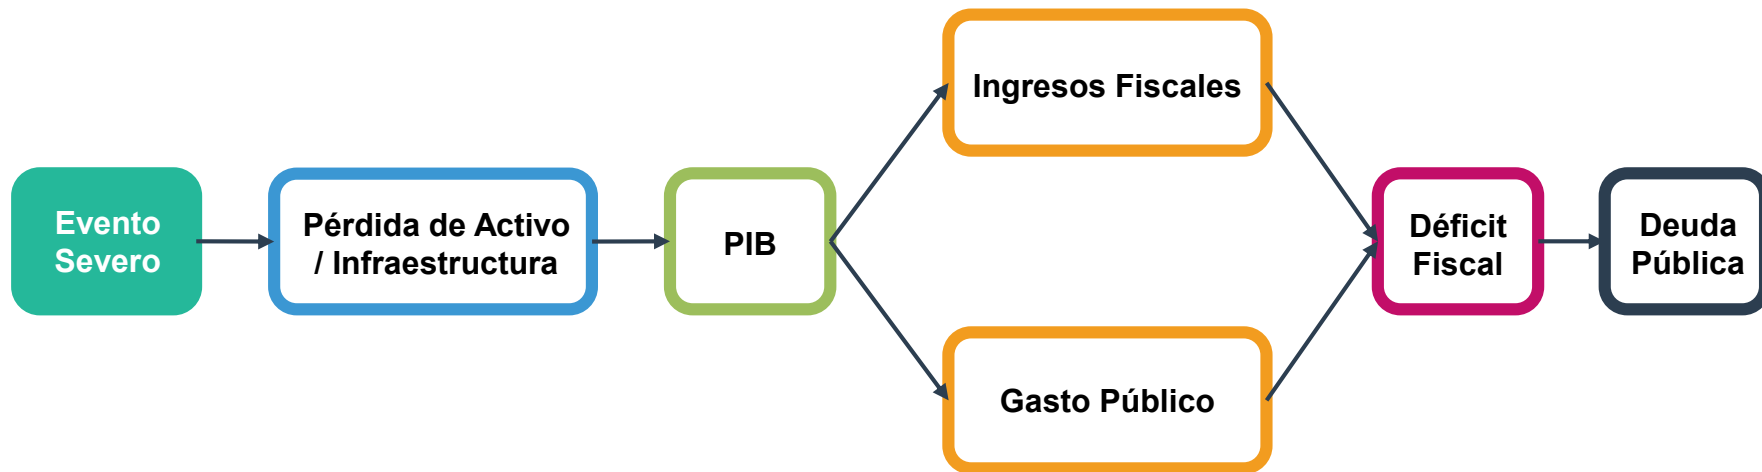 Evento
Severo
Pérdida de Activo
/ Infraestructura
PIB
Ingresos Fiscales
Gasto Público
Déficit
Fiscal
Deuda
Pública